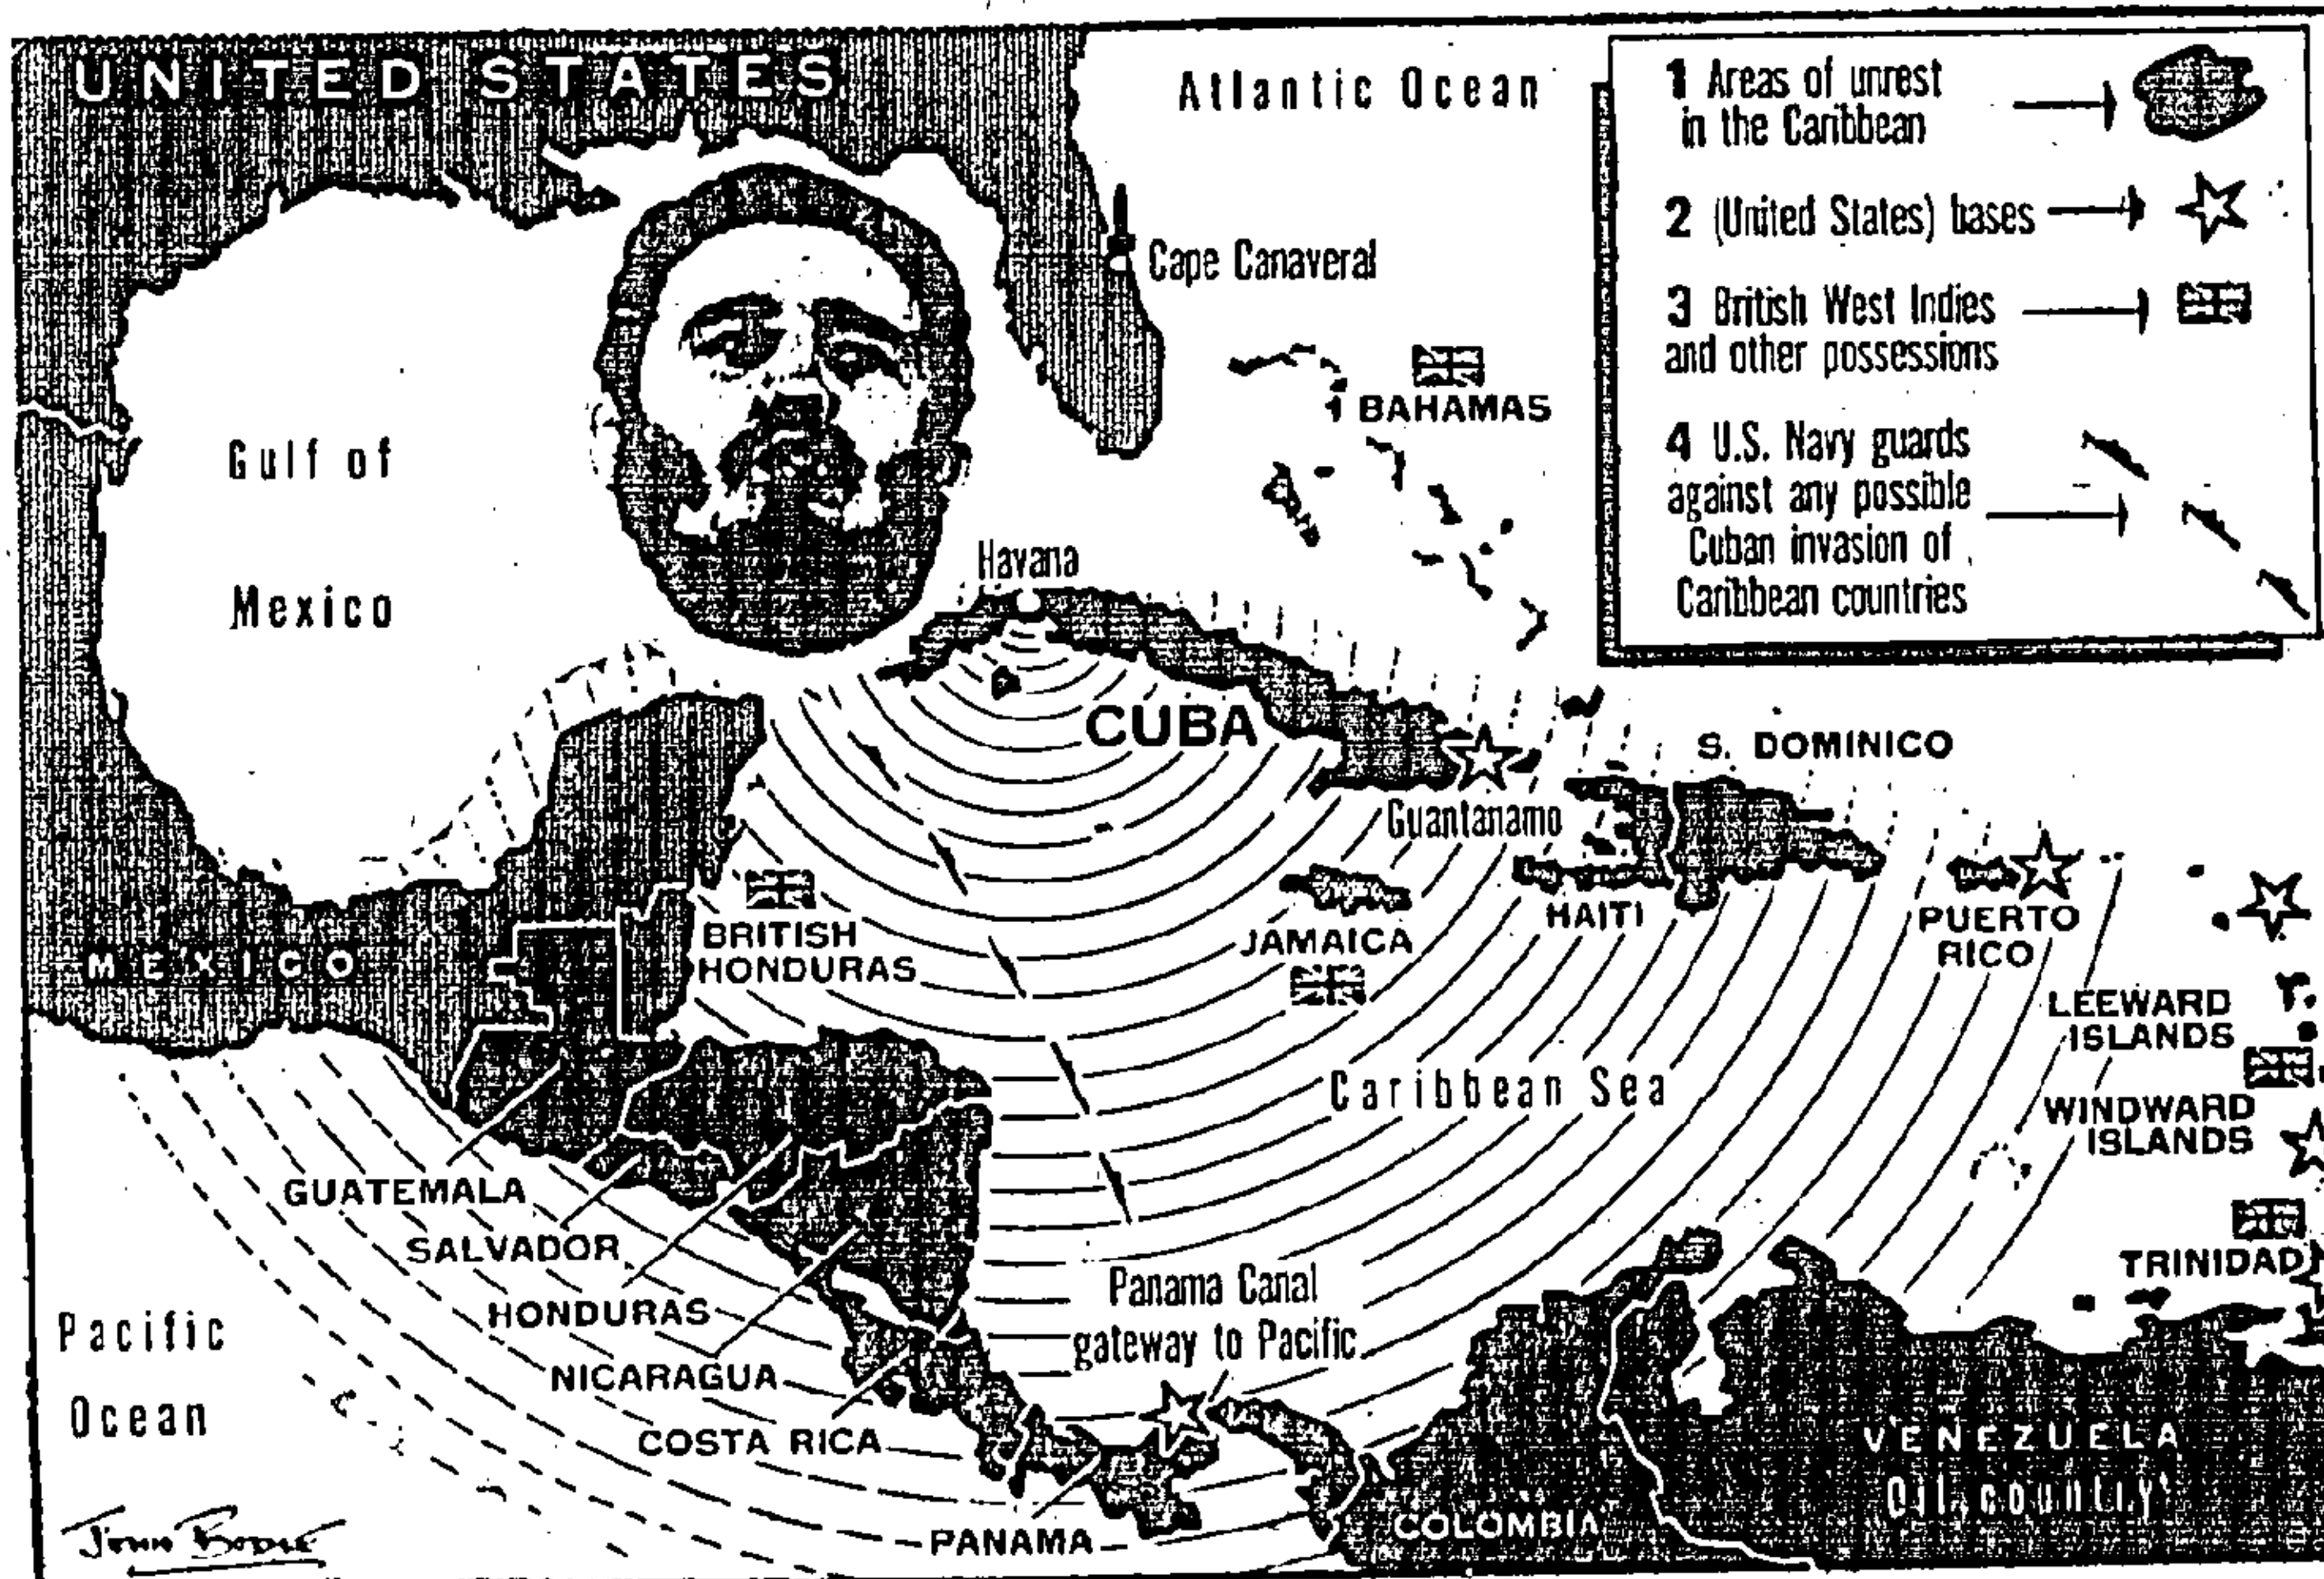 UNITED STATES
Atlantic Ocean
1 Areas of unrest
in the Caribbean
2 (United States) bases
3 British West Indies
and other possessions
4 U.S. Navy guards
against any possible
Cuban invasion of
Caribbean countries
Cape Canaveral
BAHAMAS
Gulf of
Mexico
Havana
CUBA
S. DOMINICO
Guantanamo
HAITI
PUERTO
RICO
BRITISH
HONDURAS
JAMAICA
MEXICO
LEEWARD
ISLANDS
Caribbean Sea
WINDWARD
ISLANDS
GUATEMALA
SALVADOR
TRINIDAD
HONDURAS
Panama Canal
gateway to Pacific
Pacific
Ocean
NICARAGUA
COSTA RICA
VENEZUELA
Oil country
PANAMA
COLOMBIA
John